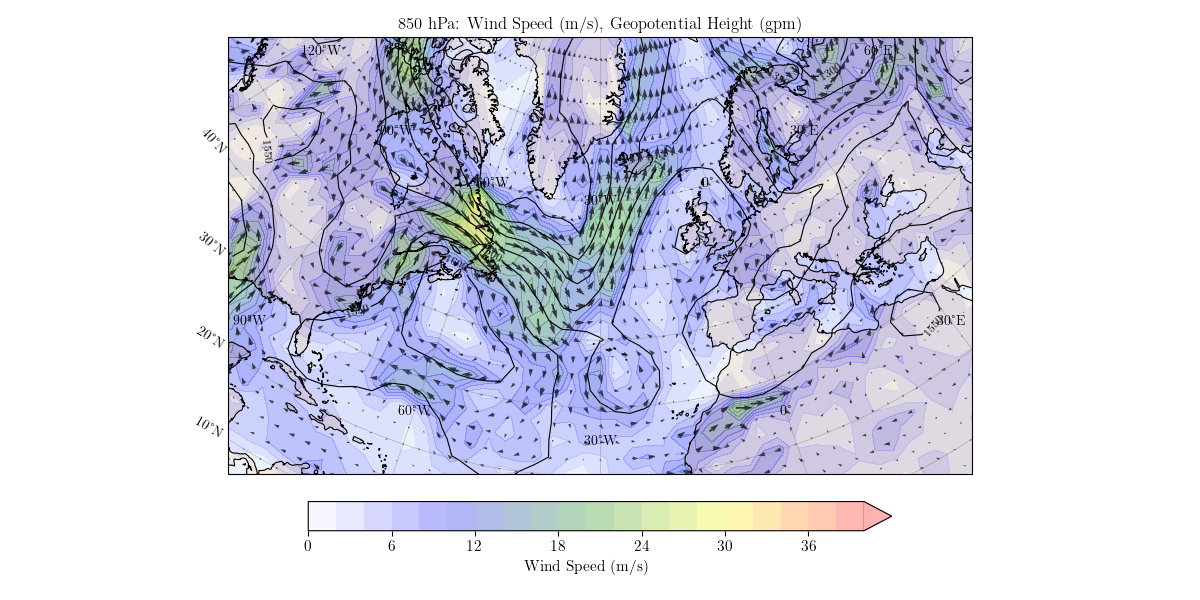 850 hPa: Wind Speed (m/s), Geopotential Height (gpm)
120°W
60°E
90°W
30°E
40°N
1550
60°W
0°
30°W
30°N
90°W
30°E
20°N
60°W
0°
10°N
30°W
0 6 12 18 24 30 36
Wind Speed (m/s)